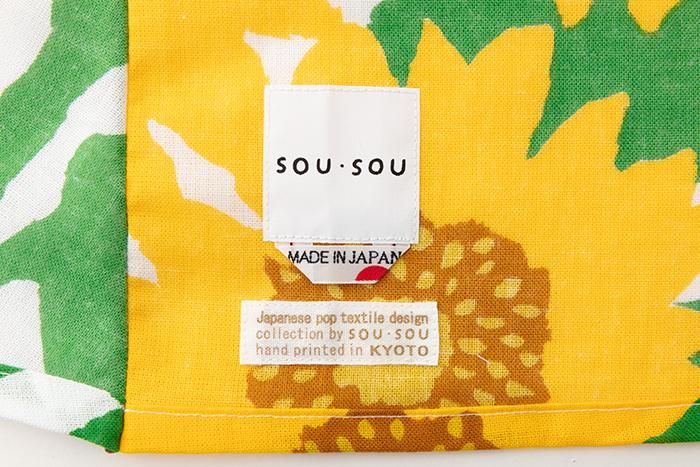 SOU・SOU
MADE IN JAPAN
Japanese pop textile design
collection by SOU・SOU
hand printed in KYOTO